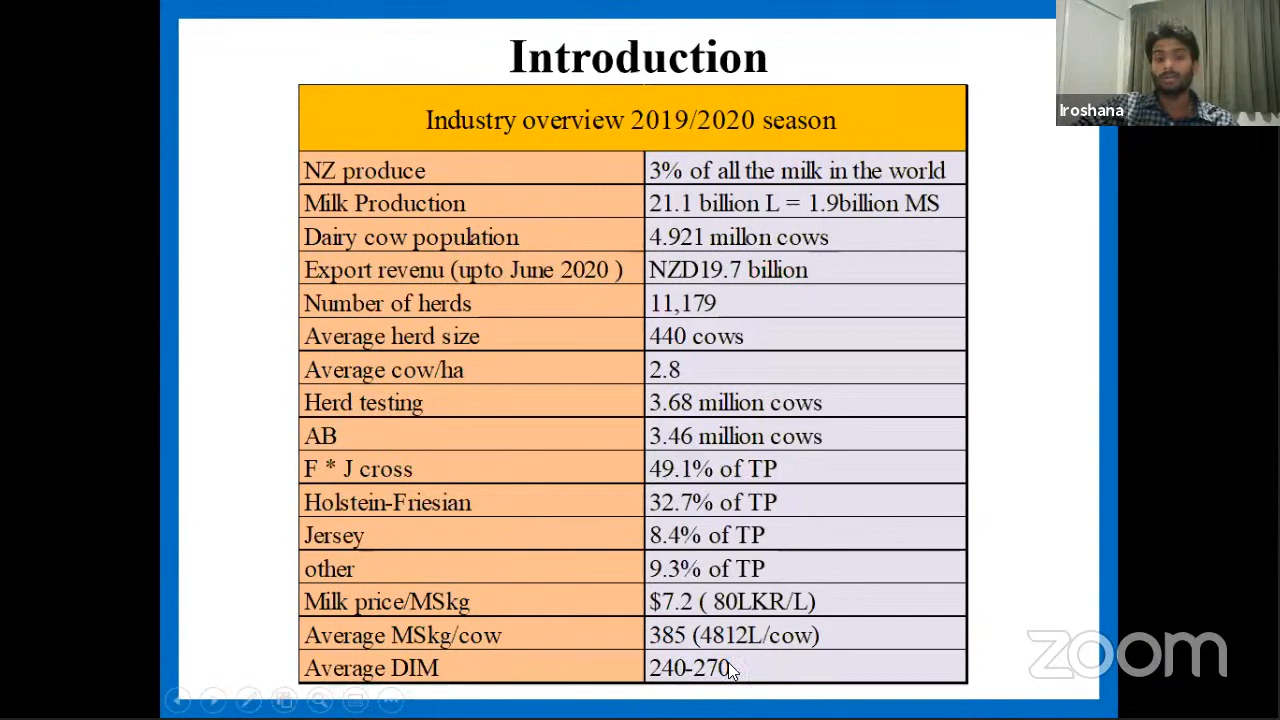 Introduction
Iroshana
Industry overview 2019/2020 season
NZ produce 3% of all the milk in the world
Milk Production 21.1 billion L = 1.9billion MS
Dairy cow population 4.921 millon cows
Export revenu (upto June 2020 ) NZD19.7 billion
Number of herds 11,179
Average herd size 440 cows
Average cow/ha 2.8
Herd testing 3.68 million cows
AB 3.46 million cows
F * J cross 49.1% of TP
Holstein-Friesian 32.7% of TP
Jersey 8.4% of TP
other 9.3% of TP
Milk price/MSkg $7.2 ( 80LKR/L)
Average MSkg/cow 385 (4812L/cow)
Average DIM 240-270
zoom